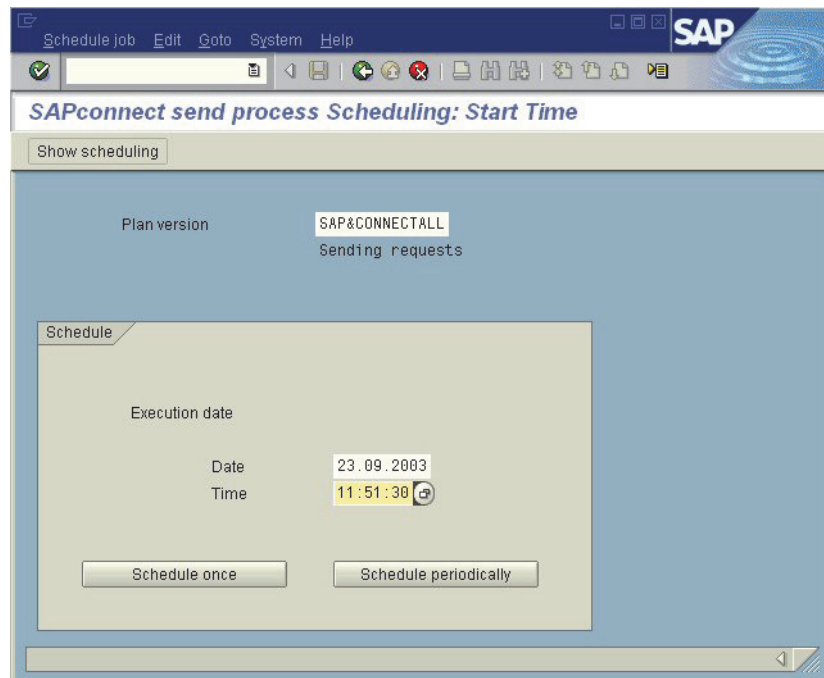 Schedule job Edit Goto System Help
SAP
SAPconnect send process Scheduling: Start Time
Show scheduling
Plan version SAP&CONNECTALL
Sending requests
Schedule
Execution date
Date 23.09.2003
Time 11:51:30
Schedule once Schedule periodically